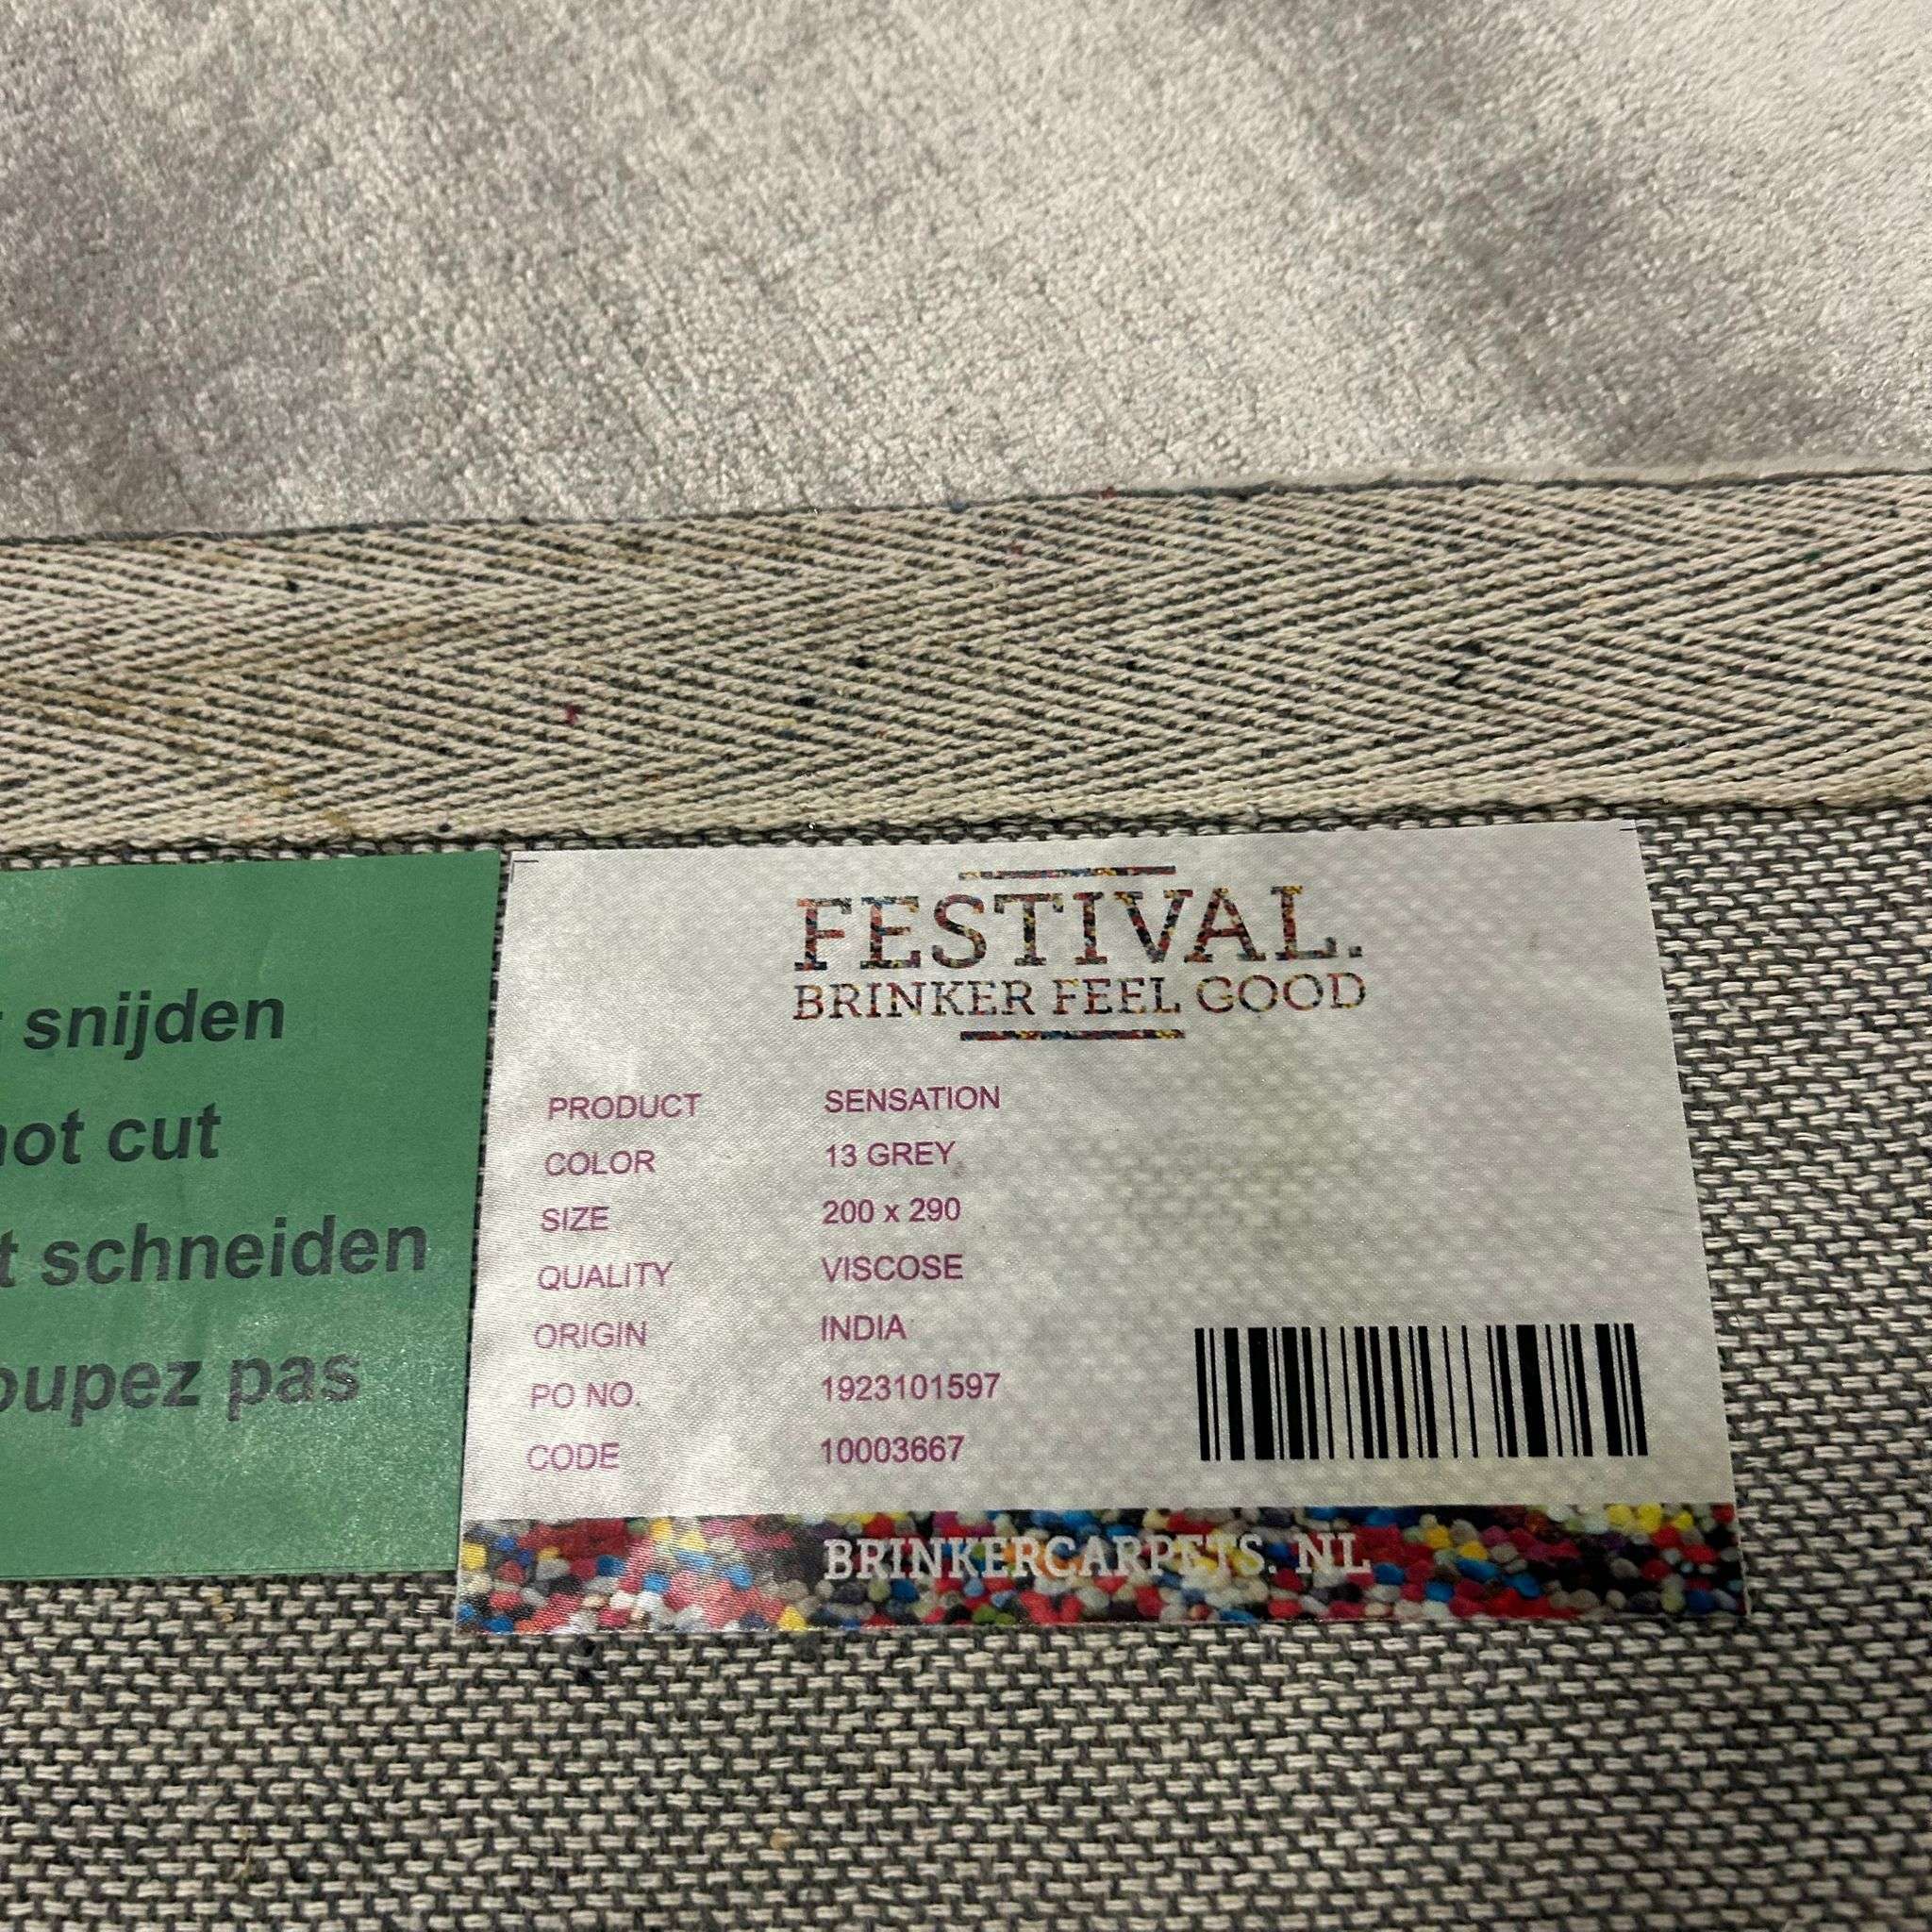 snijden
not cut
schneiden
pas
FESTIVAL.
BRINKER FEEL GOOD
PRODUCT SENSATION
COLOR 13 GREY
SIZE 200 x 290
QUALITY VISCOSE
ORIGIN INDIA
PO NO. 1923101597
CODE 10003667
BRINKERCARPETS. NL